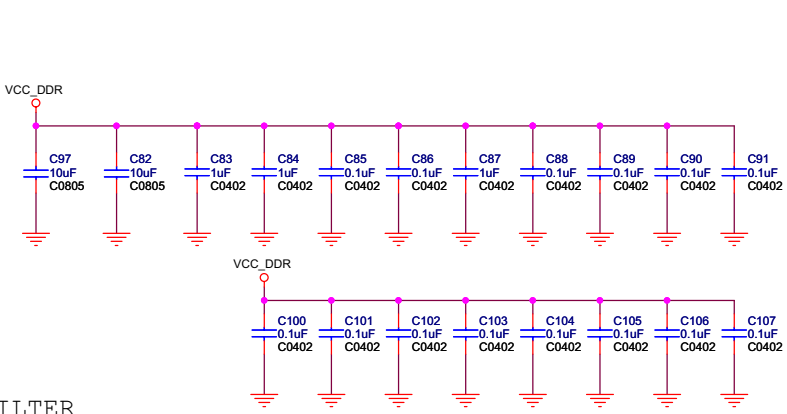 VCC_DDR
C97 C82 C83 C84 C85 C86 C87 C88 C89 C90 C91
10uF 10uF 1uF 1uF 0.1uF 0.1uF 1uF 0.1uF 0.1uF 0.1uF 0.1uF
C0805 C0805 C0402 C0402 C0402 C0402 C0402 C0402 C0402 C0402 C0402
VCC_DDR
C100 C101 C102 C103 C104 C105 C106 C107
0.1uF 0.1uF 0.1uF 0.1uF 0.1uF 0.1uF 0.1uF 0.1uF
C0402 C0402 C0402 C0402 C0402 C0402 C0402 C0402
ILTER